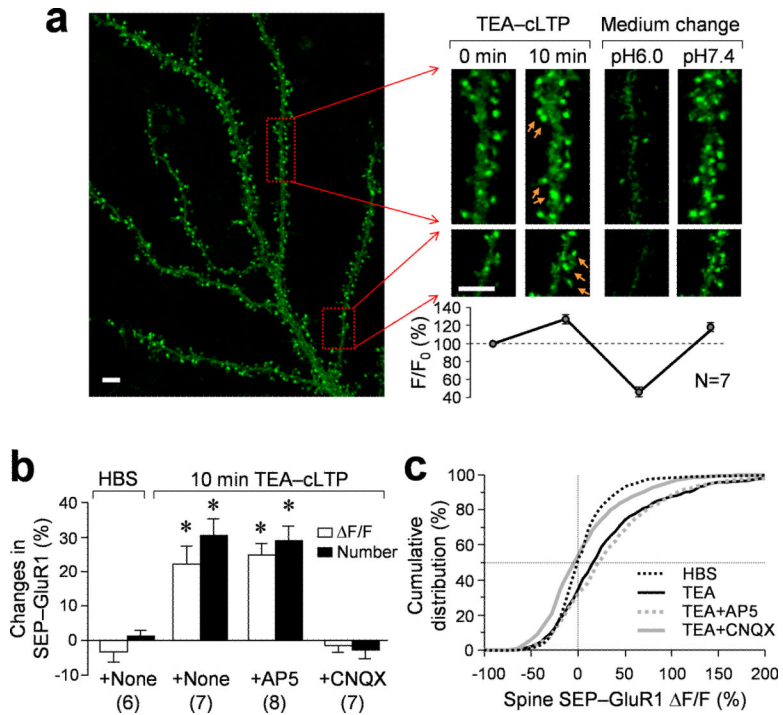 a
TEA–cLTP Medium change
0 min 10 min pH6.0 pH7.4
F/F0 (%)
140
120
100
80
60
40
N=7
b
HBS 10 min TEA–cLTP
Changes in
SEP–GluR1 (%)
40
30
20
10
0
-10
* * * *
ΔF/F
Number
+None +None +AP5 +CNQX
(6) (7) (8) (7)
c
Cumulative
distribution (%)
100
80
60
40
20
0
HBS
TEA
TEA+AP5
TEA+CNQX
-100 -50 0 50 100 150 200
Spine SEP–GluR1 ΔF/F (%)